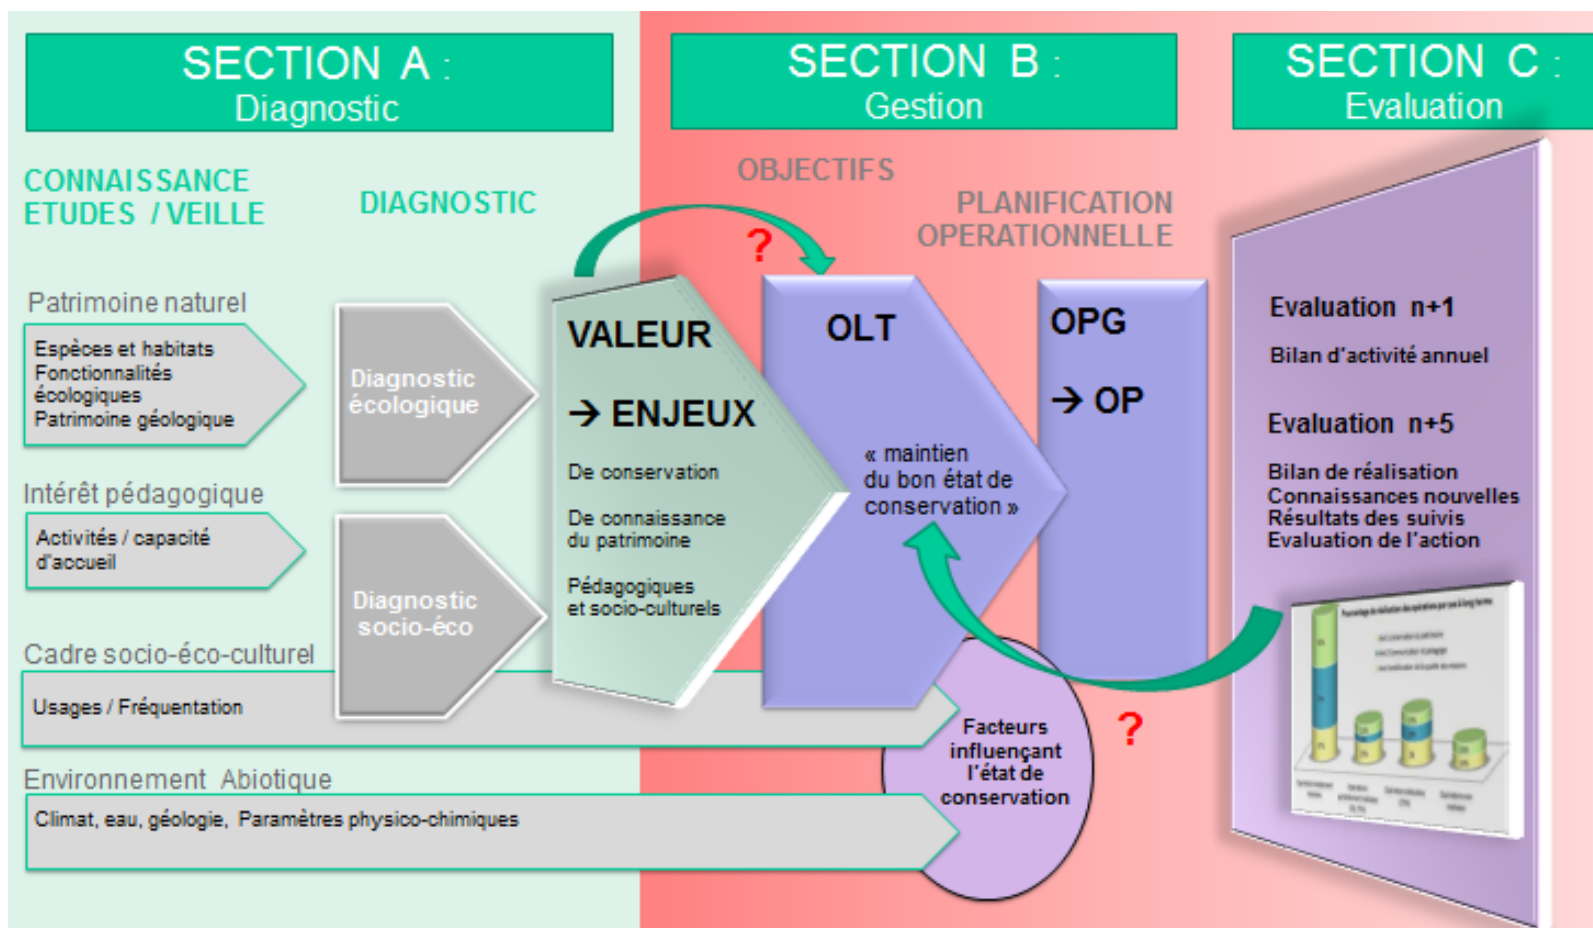 SECTION A :
Diagnostic
SECTION B :
Gestion
SECTION C :
Evaluation
CONNAISSANCE
ETUDES / VEILLE
DIAGNOSTIC
OBJECTIFS
PLANIFICATION
OPERATIONNELLE
?
Patrimoine naturel
Espèces et habitats
Fonctionnalités
écologiques
Patrimoine géologique
Intérêt pédagogique
Activités / capacité
d'accueil
Cadre socio-éco-culturel
Usages / Fréquentation
Environnement Abiotique
Climat, eau, géologie, Paramètres physico-chimiques
Diagnostic
écologique
Diagnostic
socio-éco
VALEUR
→ ENJEUX
De conservation
De connaissance
du patrimoine
Pédagogiques
et socio-culturels
OLT
« maintien
du bon état de
conservation »
OPG
→ OP
Facteurs
influençant
l'état de
conservation
?
Evaluation n+1
Bilan d'activité annuel
Evaluation n+5
Bilan de réalisation
Connaissances nouvelles
Résultats des suivis
Evaluation de l'action